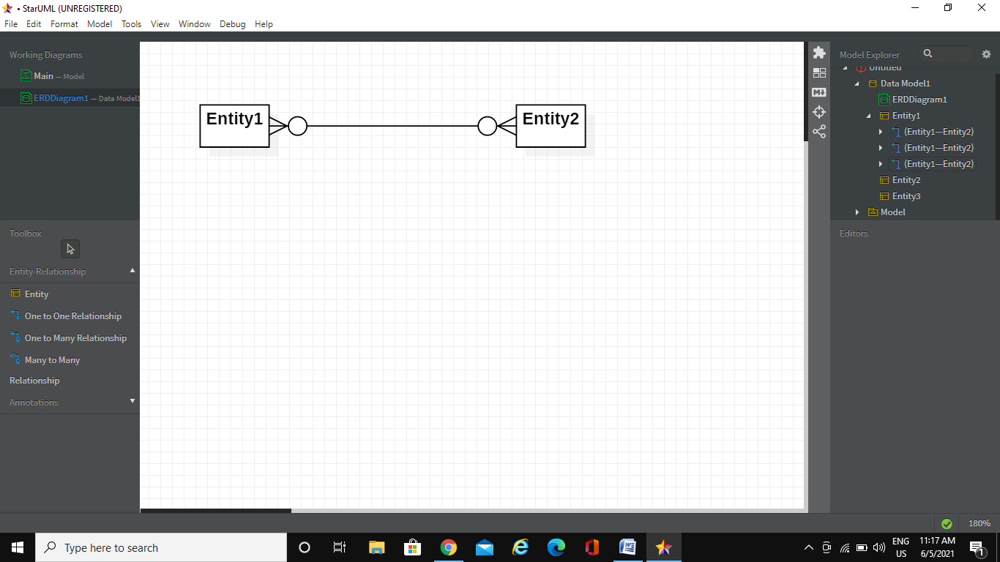 • StarUML (UNREGISTERED)
File Edit Format Model Tools View Window Debug Help
Working Diagrams
Main — Model
ERDDiagram1 — Data Model1
Toolbox
Entity-Relationship
Entity
One to One Relationship
One to Many Relationship
Many to Many
Relationship
Annotations
Entity1
Entity2
Model Explorer
Untitled
Data Model1
ERDDiagram1
Entity1
(Entity1—Entity2)
(Entity1—Entity2)
(Entity1—Entity2)
Entity2
Entity3
Model
Editors
180%
Type here to search
ENG
US
11:17 AM
6/5/2021
1